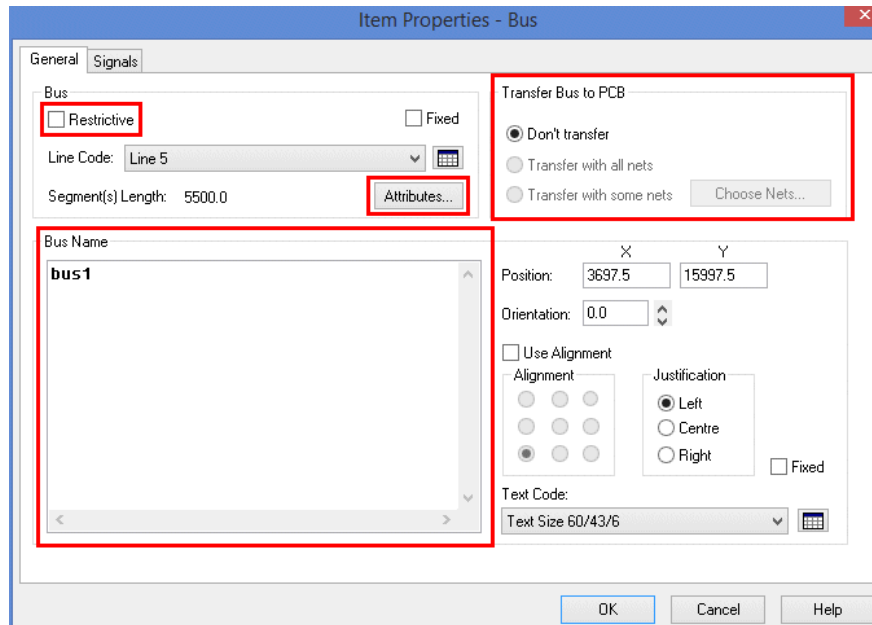 Item Properties - Bus
General Signals
Bus
Restrictive Fixed
Line Code: Line 5
Segment(s) Length: 5500.0 Attributes...
Transfer Bus to PCB
Don't transfer
Transfer with all nets
Transfer with some nets Choose Nets...
Bus Name
bus1
X Y
Position: 3697.5 15997.5
Orientation: 0.0
Use Alignment
Alignment Justification
Left
Centre
Right
Fixed
Text Code:
Text Size 60/43/6
OK Cancel Help